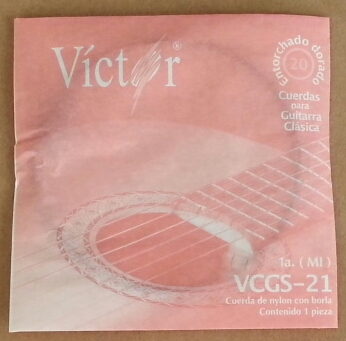 Víctor®
Entorchado dorado
20
Cuerdas
para
Guitarra
Clásica
1a. ( MI )
VCGS-21
Cuerda de nylon con borla
Contenido 1 pieza